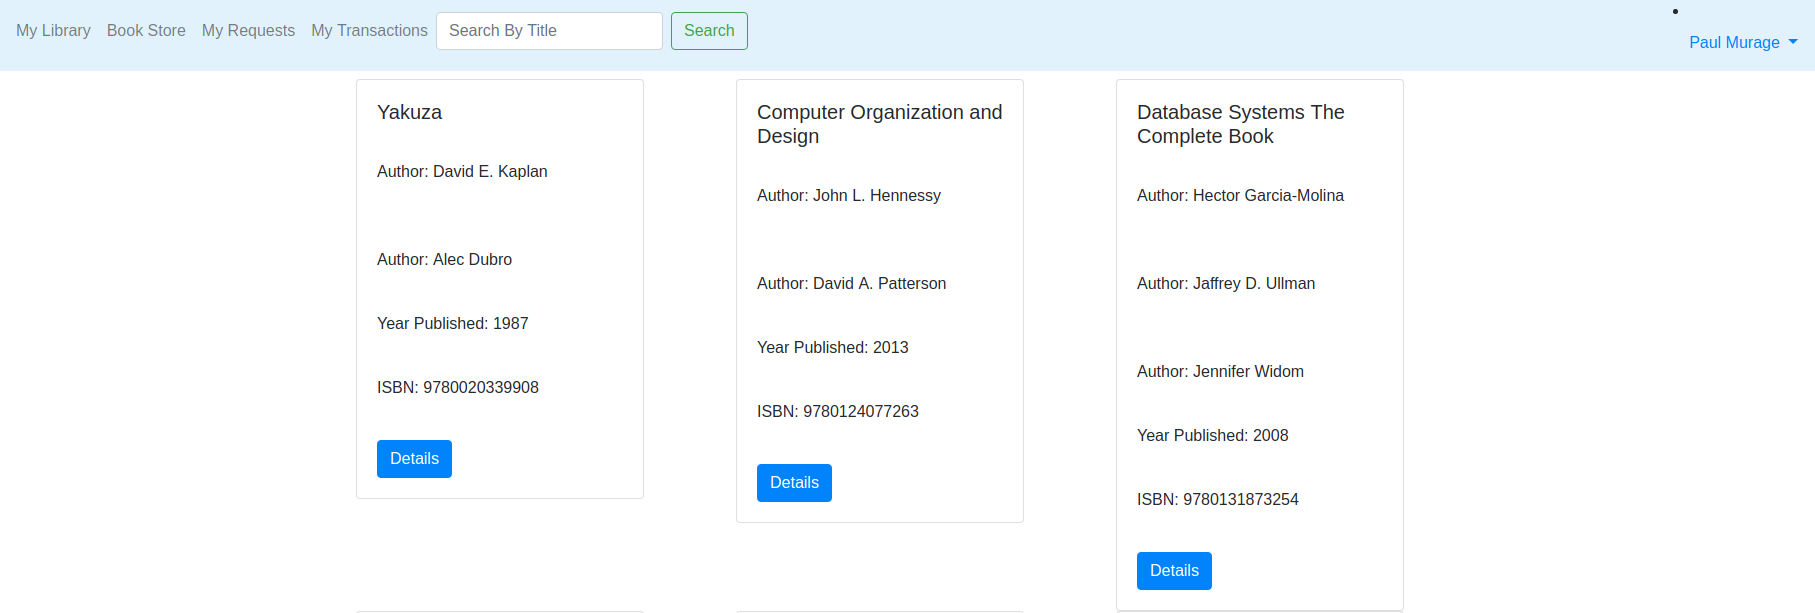 My Library Book Store My Requests My Transactions Search By Title Search
Paul Murage
Yakuza
Author: David E. Kaplan
Author: Alec Dubro
Year Published: 1987
ISBN: 9780020339908
Details
Computer Organization and
Design
Author: John L. Hennessy
Author: David A. Patterson
Year Published: 2013
ISBN: 9780124077263
Details
Database Systems The
Complete Book
Author: Hector Garcia-Molina
Author: Jaffrey D. Ullman
Author: Jennifer Widom
Year Published: 2008
ISBN: 9780131873254
Details